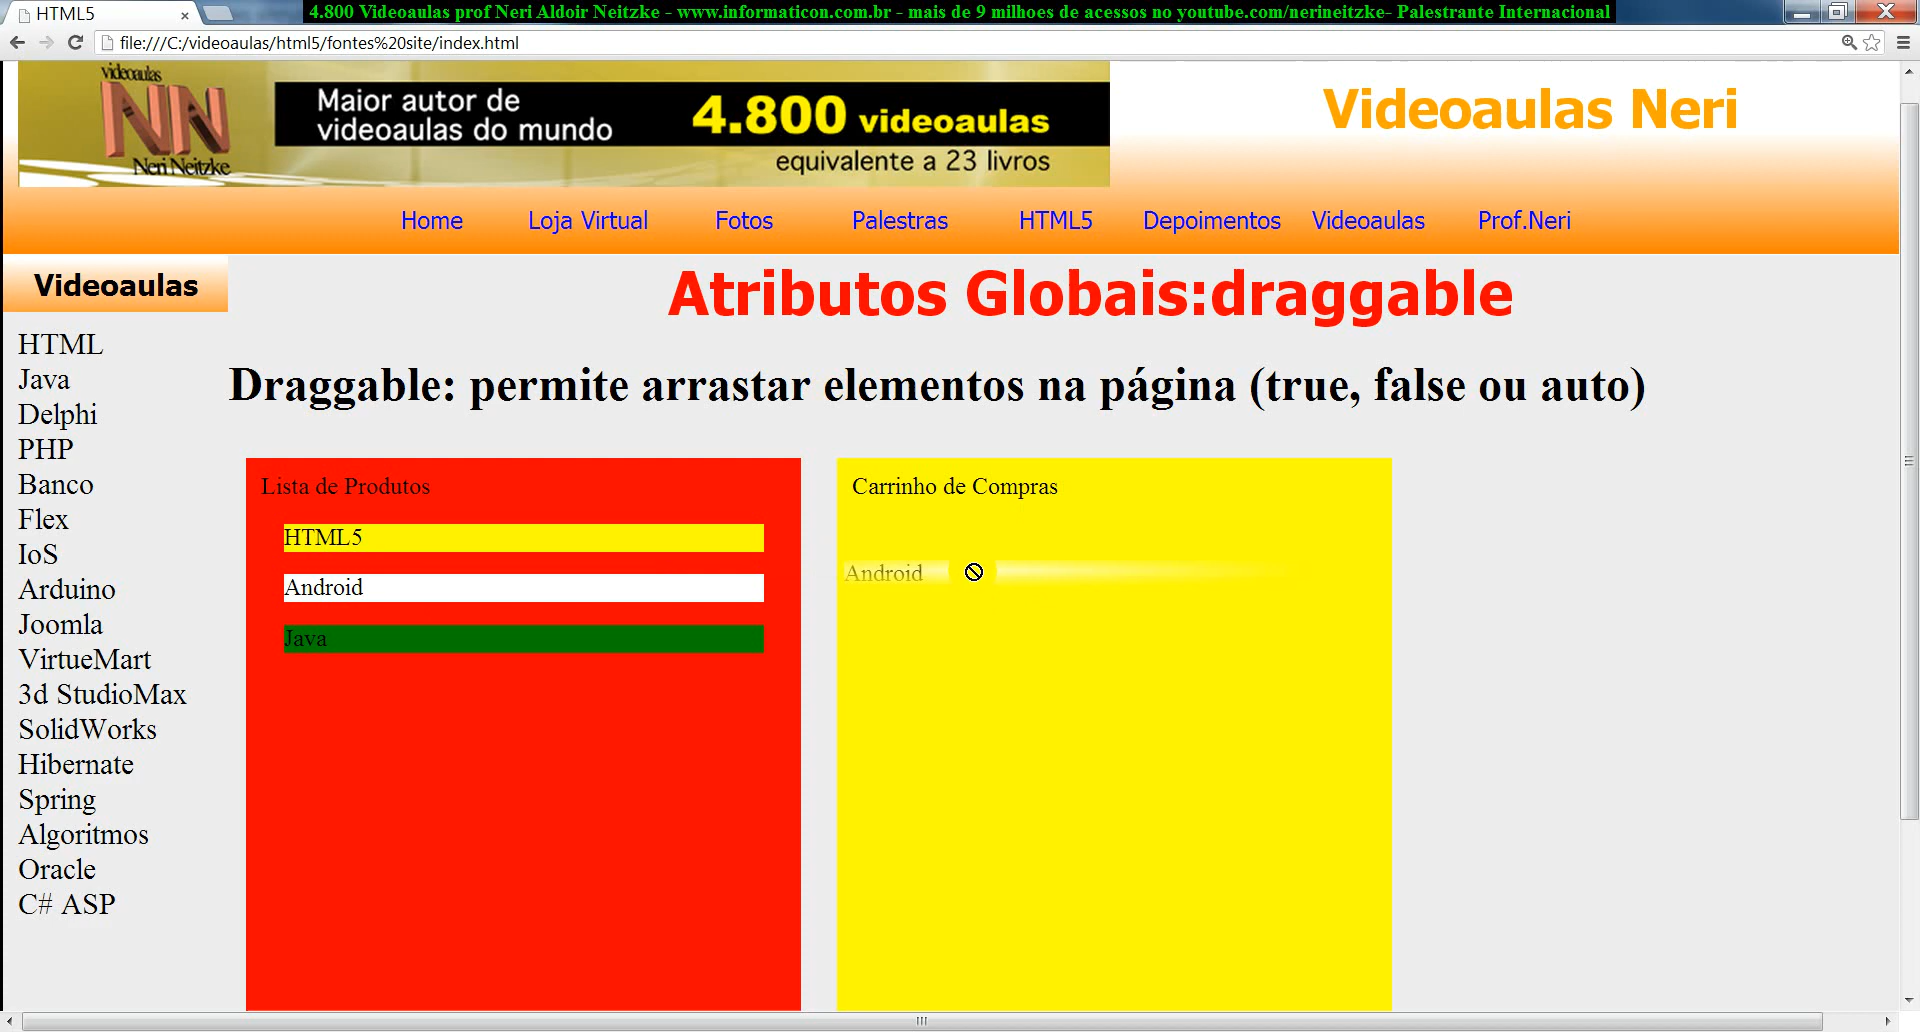 HTML5
4.800 Videoaulas prof Neri Aldoir Neitzke - www.informaticon.com.br - mais de 9 milhoes de acessos no youtube.com/nerineitzke- Palestrante Internacional
file:///C:/videoaulas/html5/fontes%20site/index.html
videoaulas
NN
Neri Neitzke
Maior autor de
videoaulas do mundo
4.800 videoaulas
equivalente a 23 livros
Videoaulas Neri
Home Loja Virtual Fotos Palestras HTML5 Depoimentos Videoaulas Prof.Neri
Videoaulas
HTML
Java
Delphi
PHP
Banco
Flex
IoS
Arduino
Joomla
VirtueMart
3d StudioMax
SolidWorks
Hibernate
Spring
Algoritmos
Oracle
C# ASP
Atributos Globais:draggable
Draggable: permite arrastar elementos na página (true, false ou auto)
Lista de Produtos
HTML5
Android
Java
Carrinho de Compras
Android